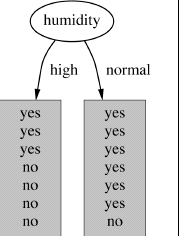 humidity
high normal
yes yes
yes yes
yes yes
no yes
no yes
no yes
no no